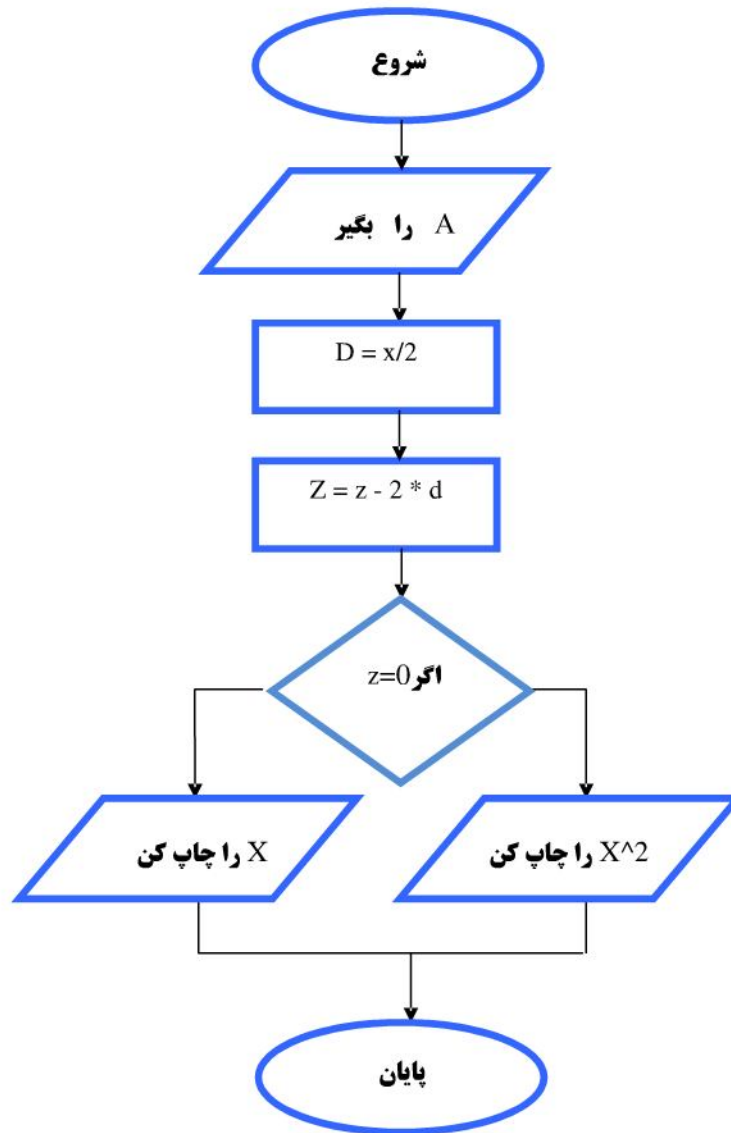 شروع
A را بگیر
D = x/2
Z = z - 2 * d
اگر z=0
X را چاپ کن
X^2 را چاپ کن
پایان